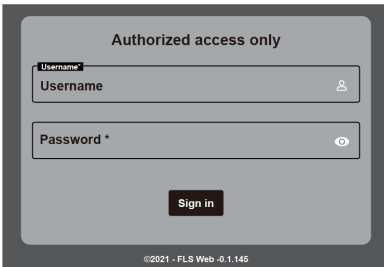 Authorized access only
Username*
Username
Password *
Sign in
©2021 - FLS Web -0.1.145